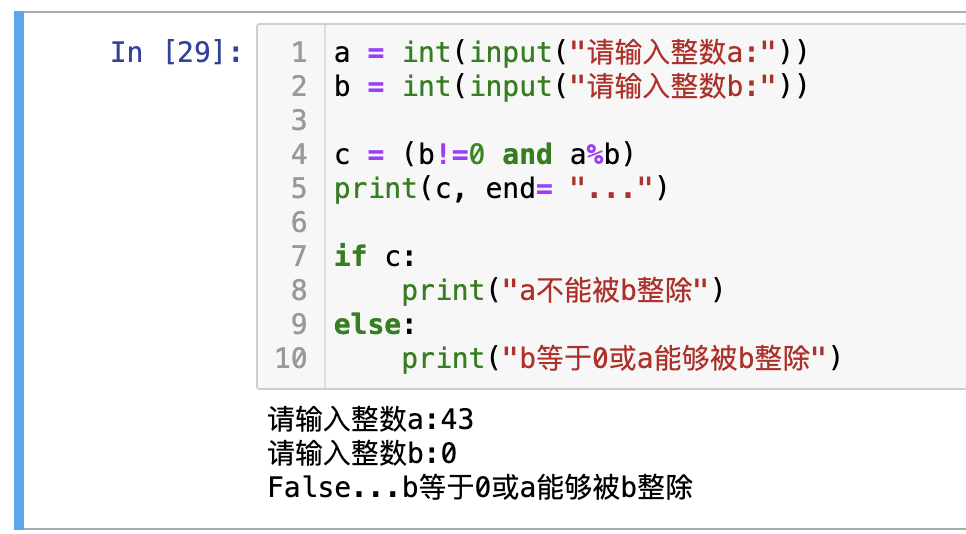 In [29]:
1 a = int(input("请输入整数a:"))
2 b = int(input("请输入整数b:"))
3
4 c = (b!=0 and a%b)
5 print(c, end= "...")
6
7 if c:
8     print("a不能被b整除")
9 else:
10     print("b等于0或a能够被b整除")
请输入整数a:43
请输入整数b:0
False...b等于0或a能够被b整除